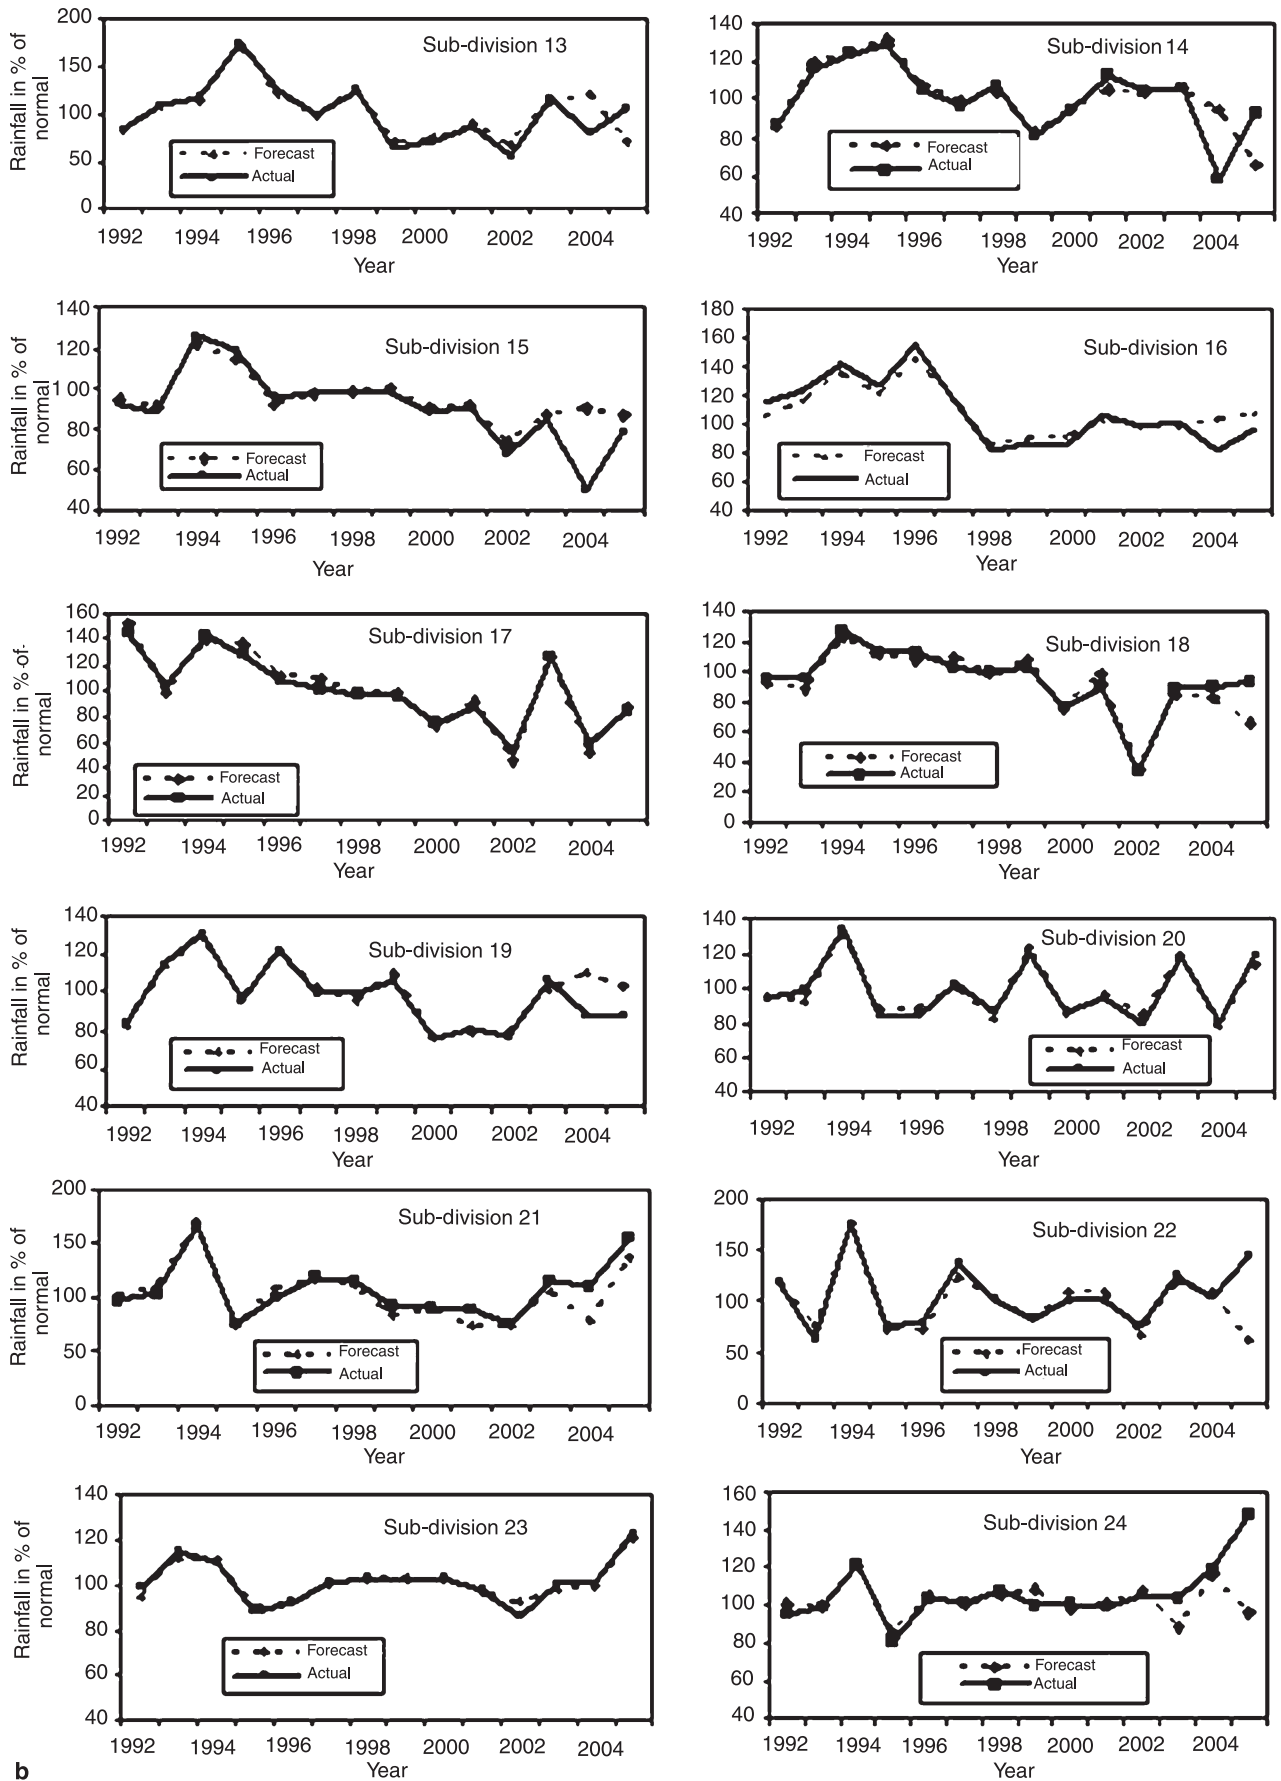 Rainfall in % of
normal
200
150
100
50
0
Sub-division 13
Forecast
Actual
1992 1994 1996 1998 2000 2002 2004
Year
140
120
100
80
60
40
Sub-division 14
Forecast
Actual
1992 1994 1996 1998 2000 2002 2004
Year
Rainfall in % of
normal
140
120
100
80
60
40
Sub-division 15
Forecast
Actual
1992 1994 1996 1998 2000 2002 2004
Year
180
160
140
120
100
80
60
40
Sub-division 16
Forecast
Actual
1992 1994 1996 1998 2000 2002 2004
Year
Rainfall in % of-
normal
160
140
120
100
80
60
40
20
0
Sub-division 17
Forecast
Actual
1992 1994 1996 1998 2000 2002 2004
Year
140
120
100
80
60
40
20
0
Sub-division 18
Forecast
Actual
1992 1994 1996 1998 2000 2002 2004
Year
Rainfall in % of
normal
140
120
100
80
60
40
Sub-division 19
Forecast
Actual
1992 1994 1996 1998 2000 2002 2004
Year
140
120
100
80
60
40
Sub-division 20
Forecast
Actual
1992 1994 1996 1998 2000 2002 2004
Year
Rainfall in % of
normal
200
150
100
50
0
Sub-division 21
Forecast
Actual
1992 1994 1996 1998 2000 2002 2004
Year
200
150
100
50
0
Sub-division 22
Forecast
Actual
1992 1994 1996 1998 2000 2002 2004
Year
Rainfall in % of
normal
140
120
100
80
60
40
Sub-division 23
Forecast
Actual
1992 1994 1996 1998 2000 2002 2004
Year
160
140
120
100
80
60
40
Sub-division 24
Forecast
Actual
1992 1994 1996 1998 2000 2002 2004
Year
b